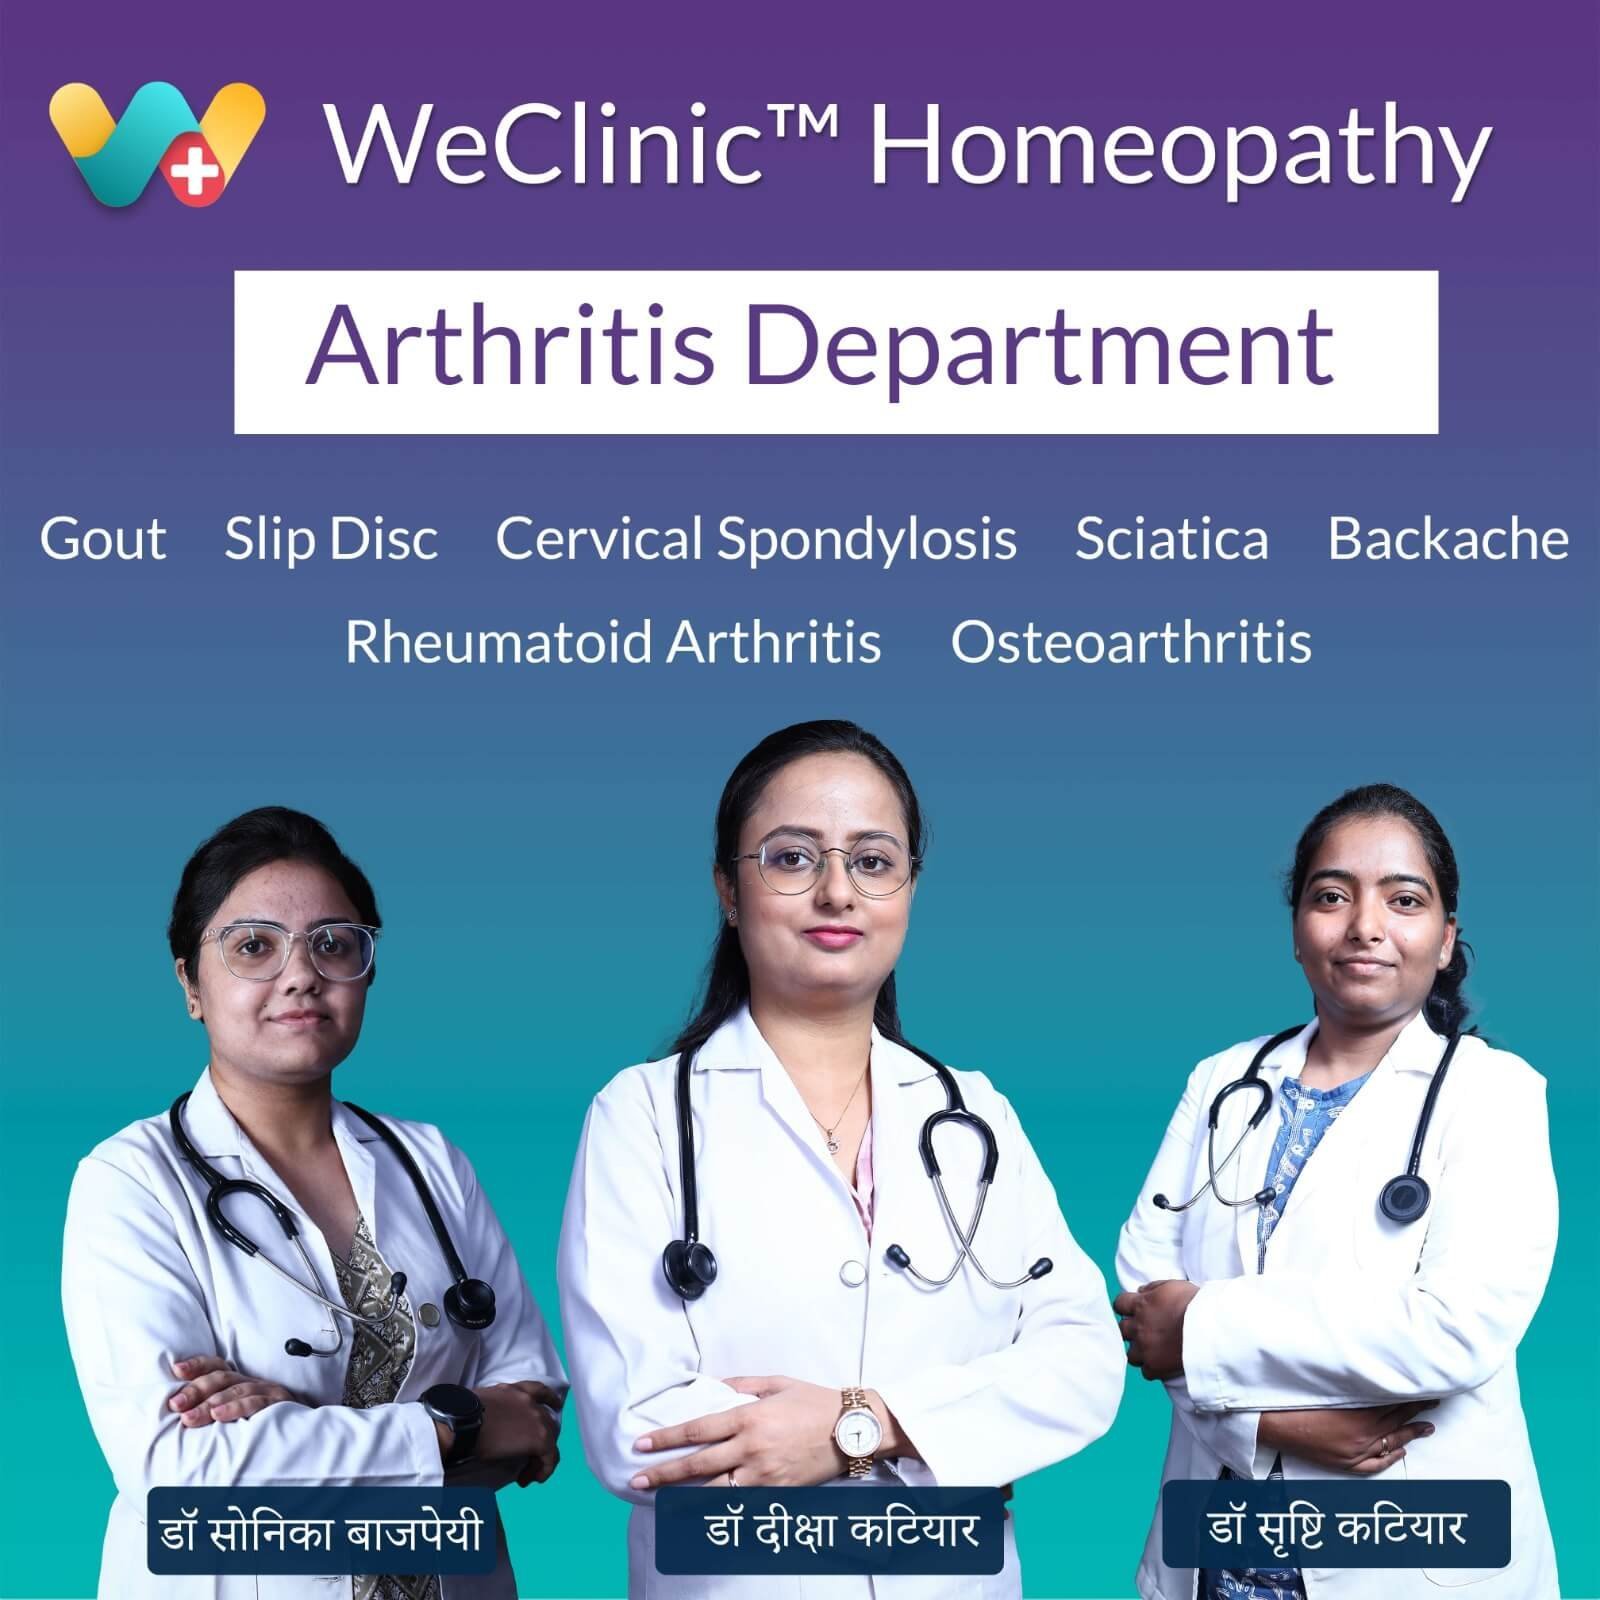 WeClinic™ Homeopathy
Arthritis Department
Gout Slip Disc Cervical Spondylosis Sciatica Backache
Rheumatoid Arthritis Osteoarthritis
डॉ सोनिका बाजपेयी
डॉ दीक्षा कटियार
डॉ सृष्टि कटियार